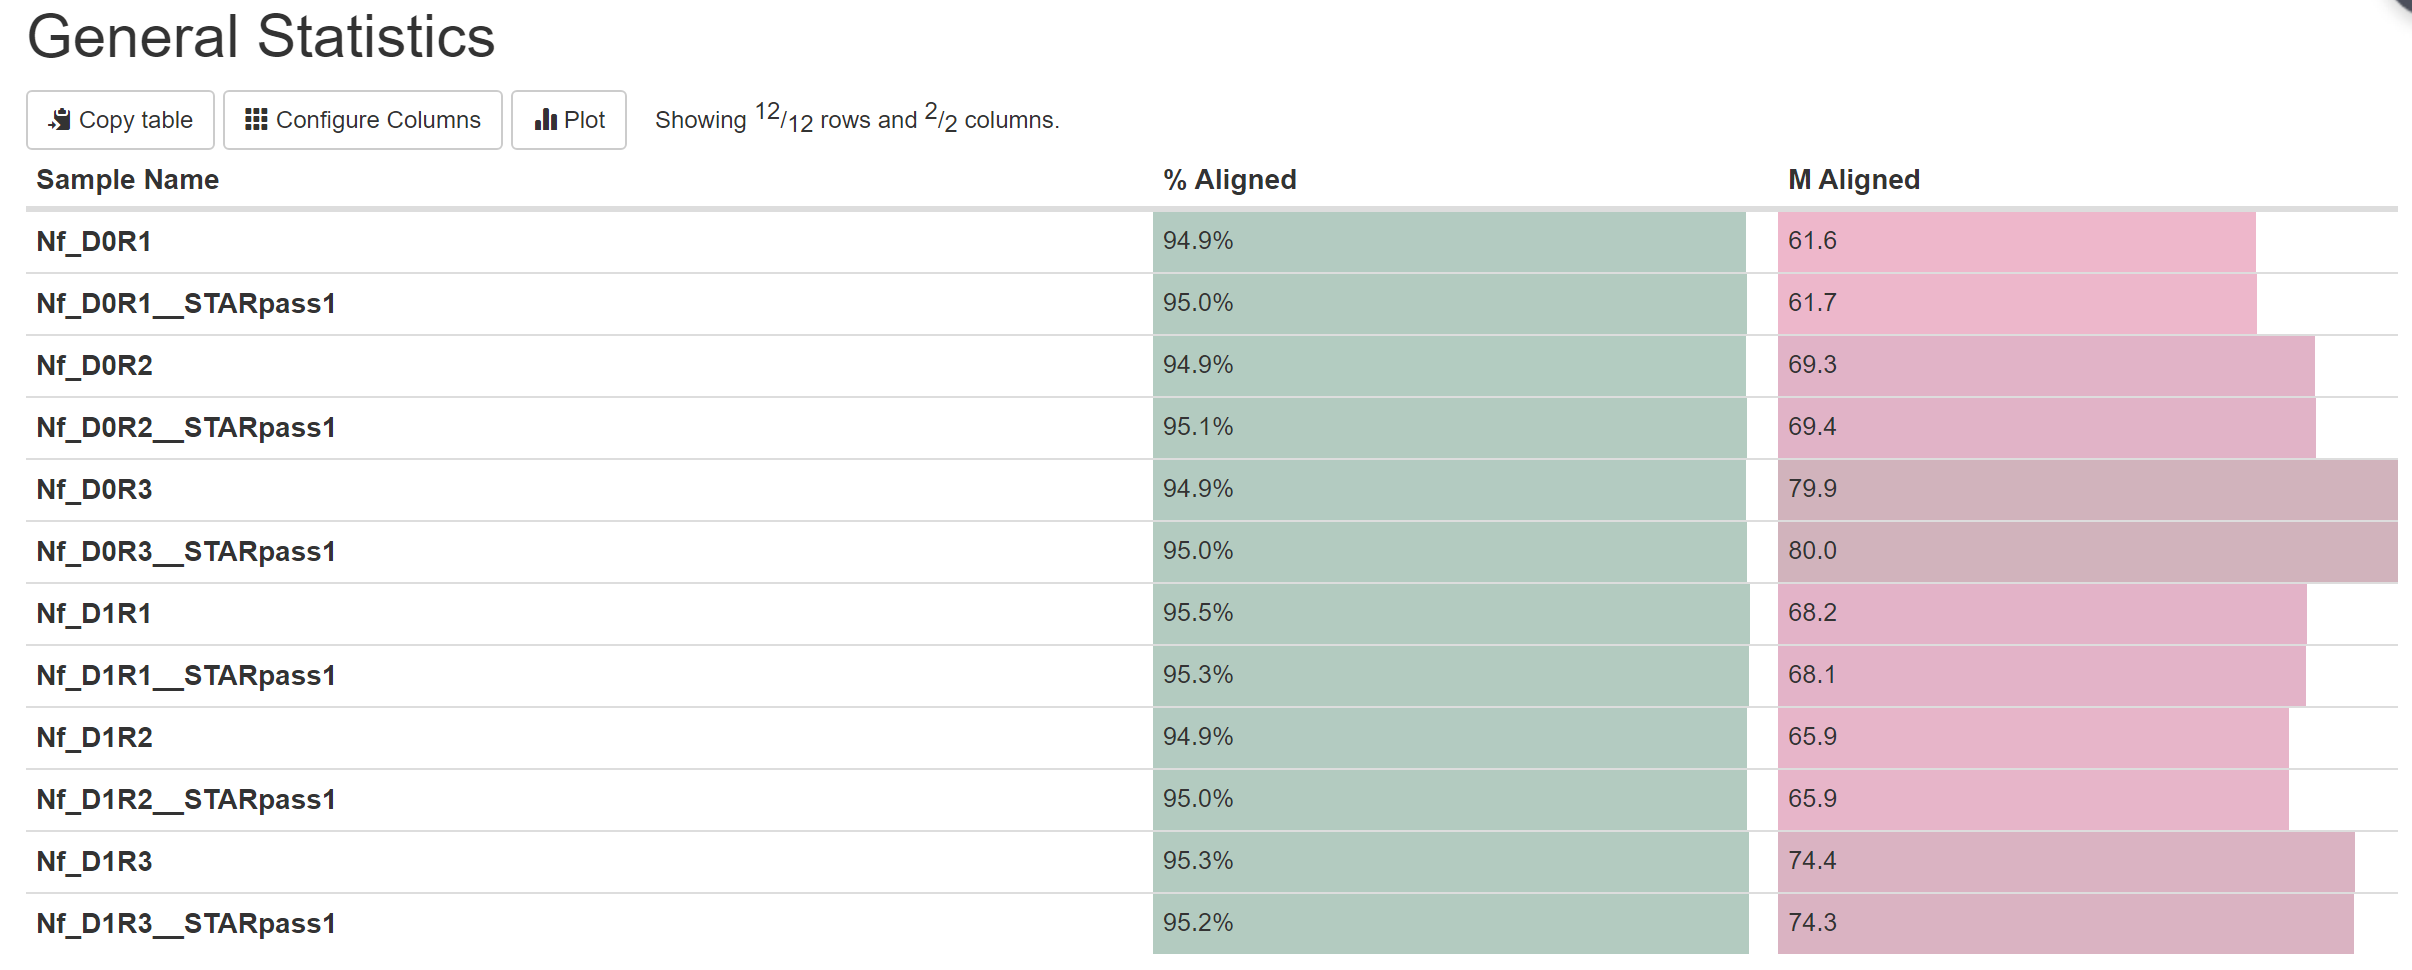 General Statistics
Copy table Configure Columns Plot Showing 12/12 rows and 2/2 columns.
Sample Name % Aligned M Aligned
Nf_D0R1 94.9% 61.6
Nf_D0R1__STARpass1 95.0% 61.7
Nf_D0R2 94.9% 69.3
Nf_D0R2__STARpass1 95.1% 69.4
Nf_D0R3 94.9% 79.9
Nf_D0R3__STARpass1 95.0% 80.0
Nf_D1R1 95.5% 68.2
Nf_D1R1__STARpass1 95.3% 68.1
Nf_D1R2 94.9% 65.9
Nf_D1R2__STARpass1 95.0% 65.9
Nf_D1R3 95.3% 74.4
Nf_D1R3__STARpass1 95.2% 74.3